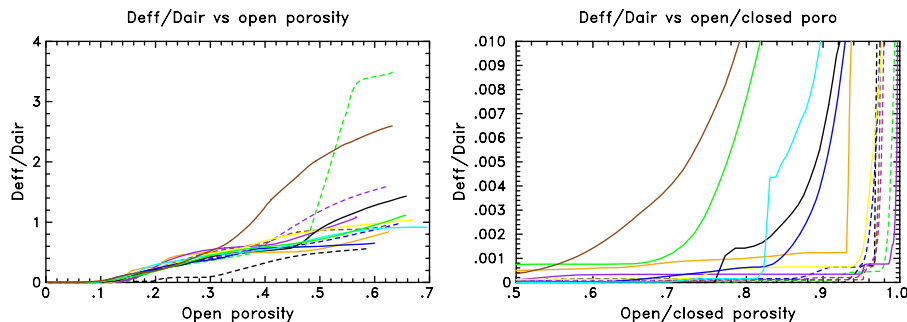 Deff/Dair vs open porosity
4
3
2
1
0
Deff/Dair
0 .1 .2 .3 .4 .5 .6 .7
Open porosity
Deff/Dair vs open/closed poro
.010
.009
.008
.007
.006
.005
.004
.003
.002
.001
.000
Deff/Dair
.5 .6 .7 .8 .9 1.0
Open/closed porosity